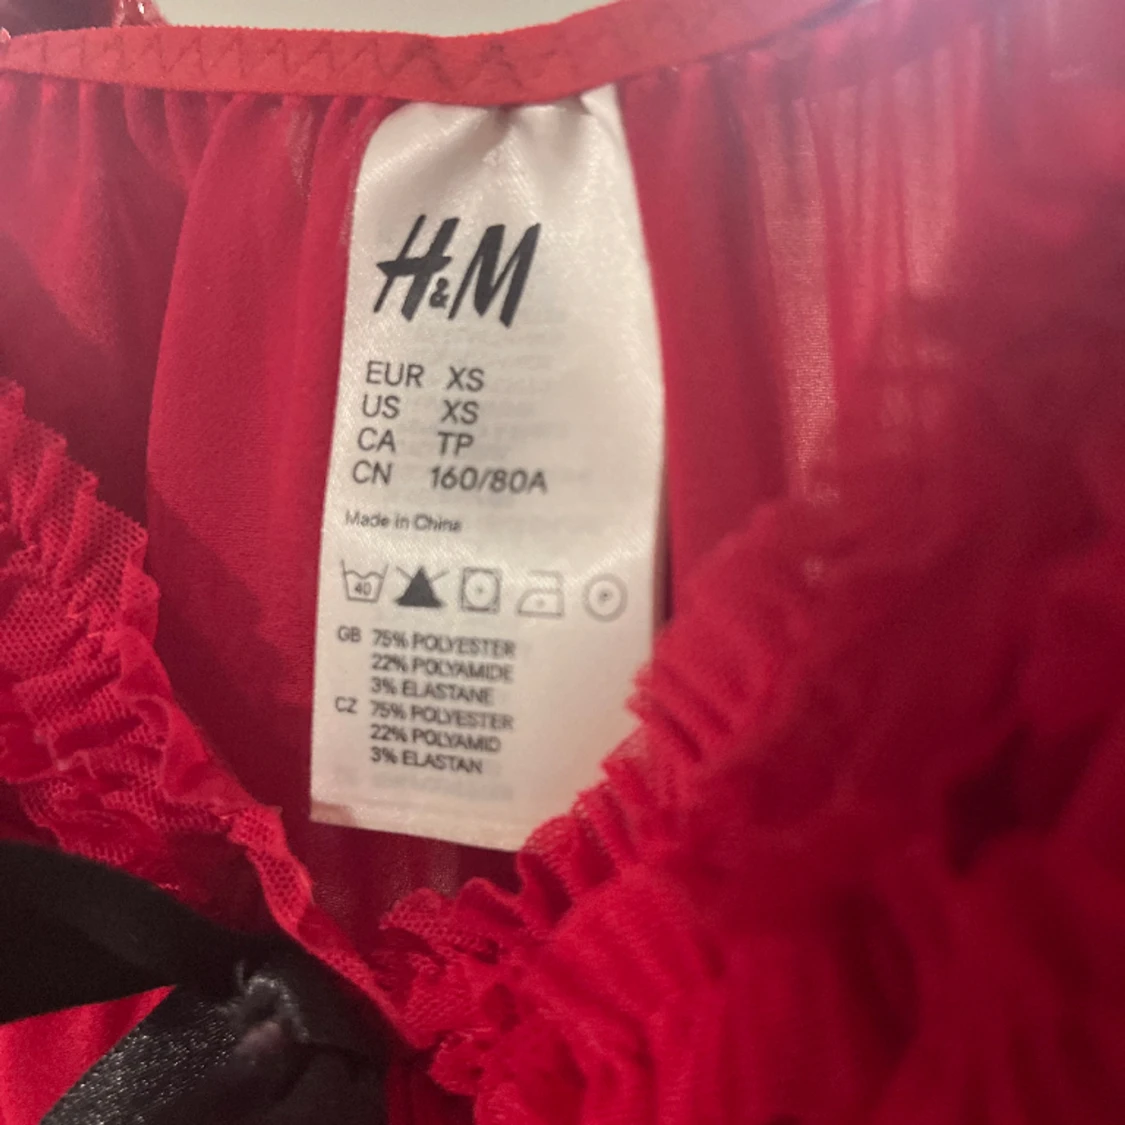 H&M
EUR XS
US XS
CA TP
CN 160/80A
Made in China
40
P
GB 75% POLYESTER
22% POLYAMIDE
3% ELASTANE
CZ 75% POLYESTER
22% POLYAMID
3% ELASTAN